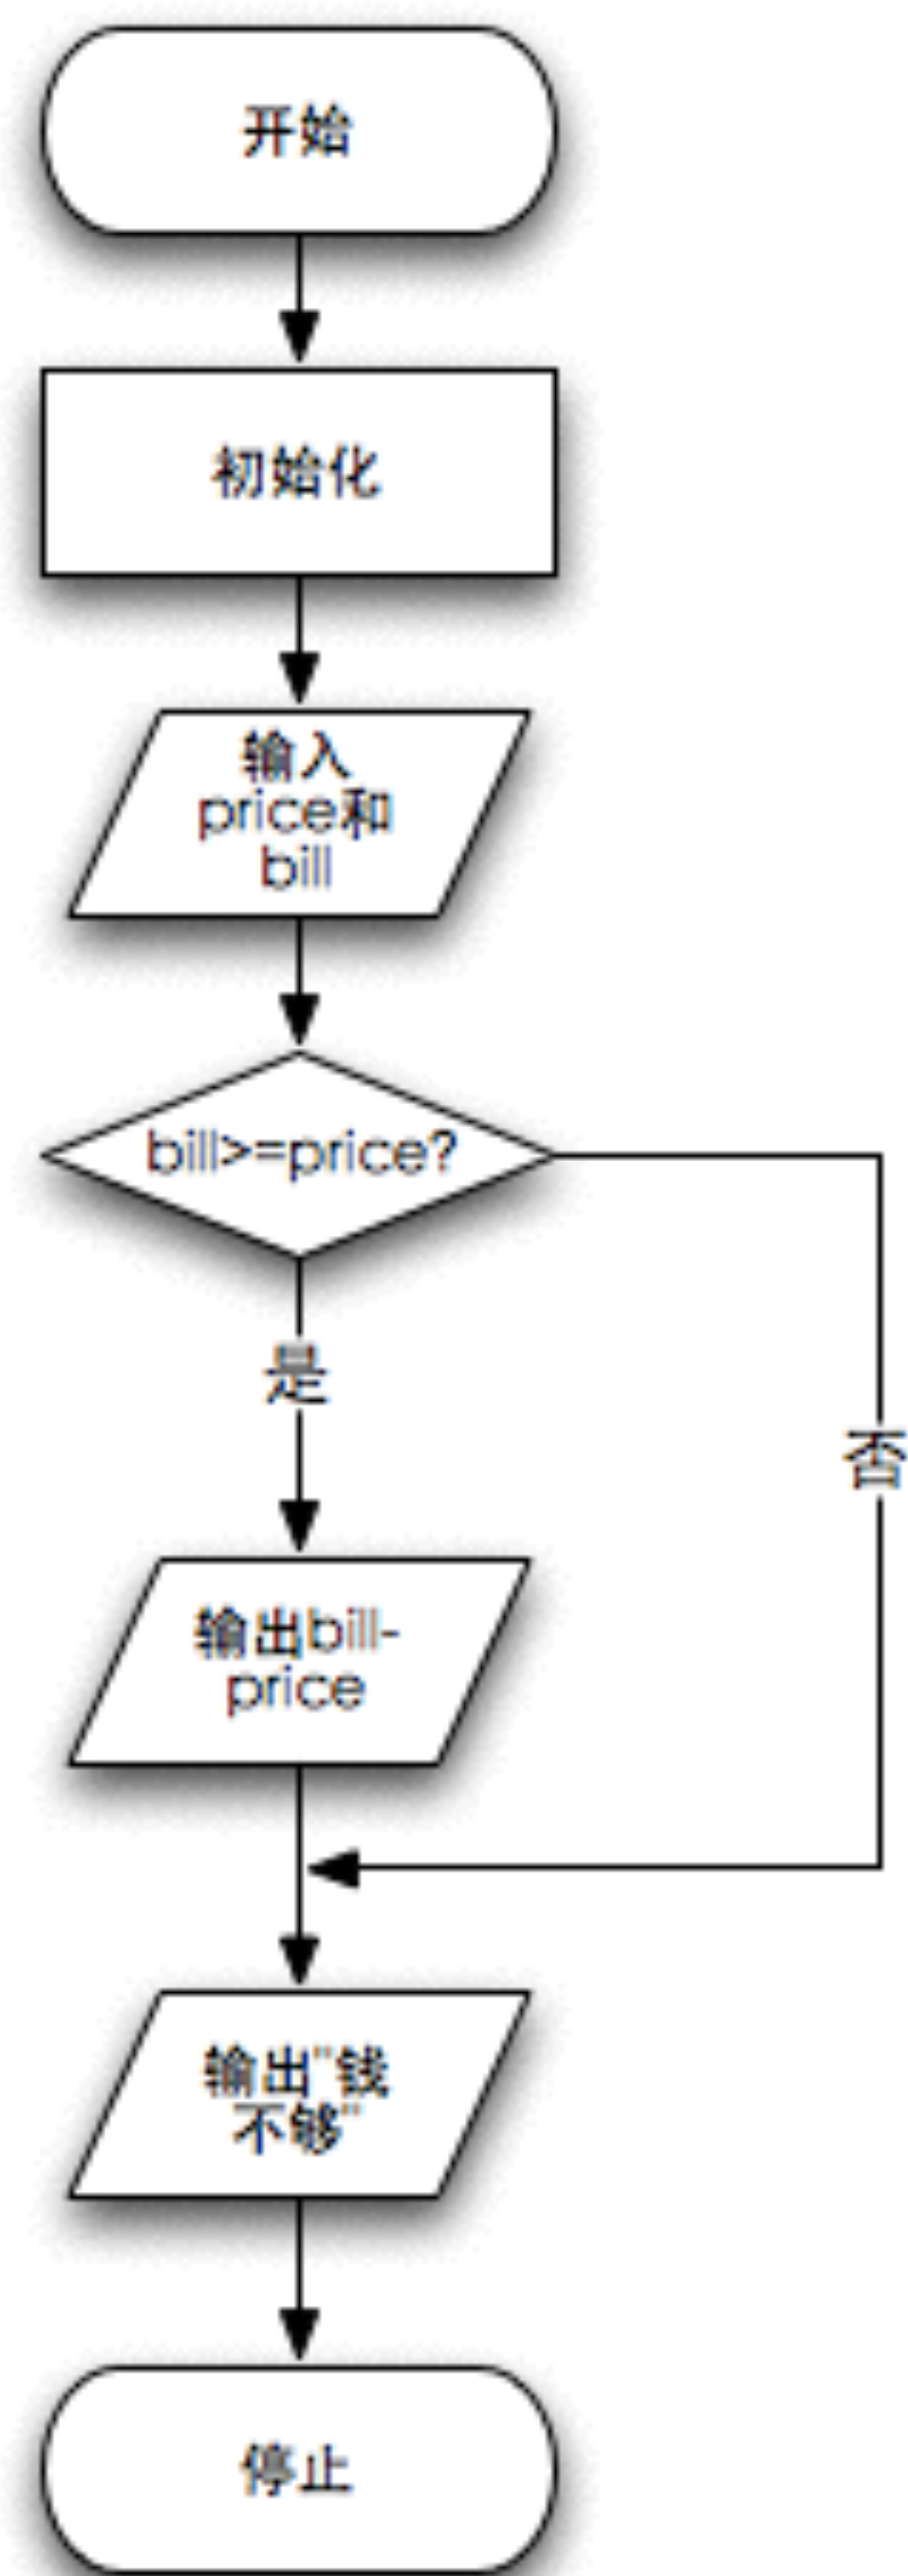 开始
初始化
输入
price和
bill
bill>=price?
是
否
输出bill-
price
输出"钱
不够"
停止